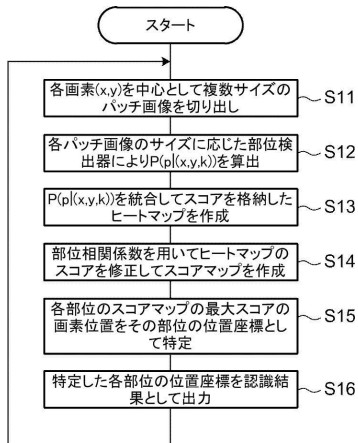 スタート
各画素(x,y)を中心として複数サイズの
パッチ画像を切り出し
S11
各パッチ画像のサイズに応じた部位検
出器によりP(p|(x,y,k))を算出
S12
P(p|(x,y,k))を統合してスコアを格納した
ヒートマップを作成
S13
部位相関係数を用いてヒートマップの
スコアを修正してスコアマップを作成
S14
各部位のスコアマップの最大スコアの
画素位置をその部位の位置座標として
特定
S15
特定した各部位の位置座標を認識結
果として出力
S16